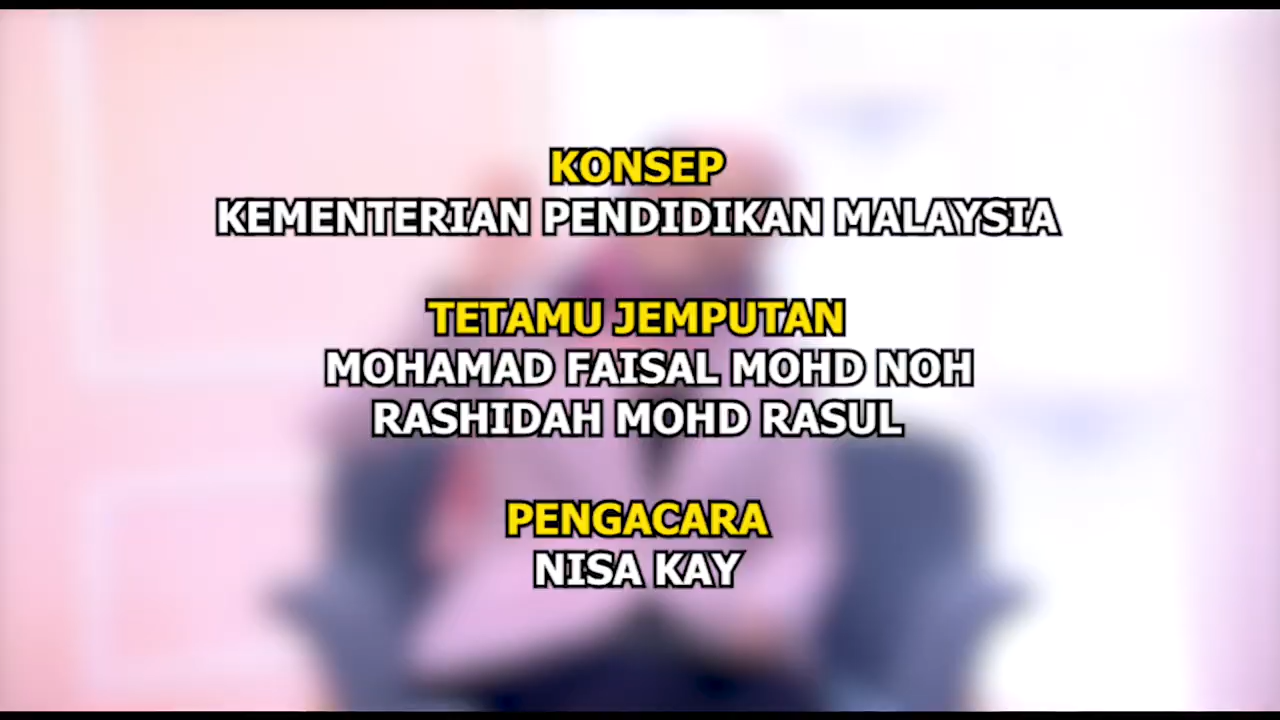 KONSEP
KEMENTERIAN PENDIDIKAN MALAYSIA
TETAMU JEMPUTAN
MOHAMAD FAISAL MOHD NOH
RASHIDAH MOHD RASUL
PENGACARA
NISA KAY